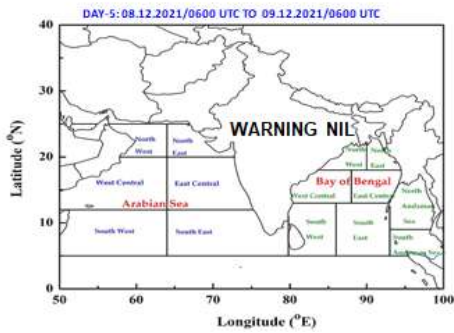 DAY-5: 08.12.2021/0600 UTC TO 09.12.2021/0600 UTC
Latitude (°N)
40
30
20
10
0
WARNING NIL
North West
North East
West Central
East Central
Arabian Sea
South West
South East
North West
North East
Bay of Bengal
West Central
East Central
South West
South East
North Andaman Sea
South Andaman Sea
50 60 70 80 90 100
Longitude (°E)